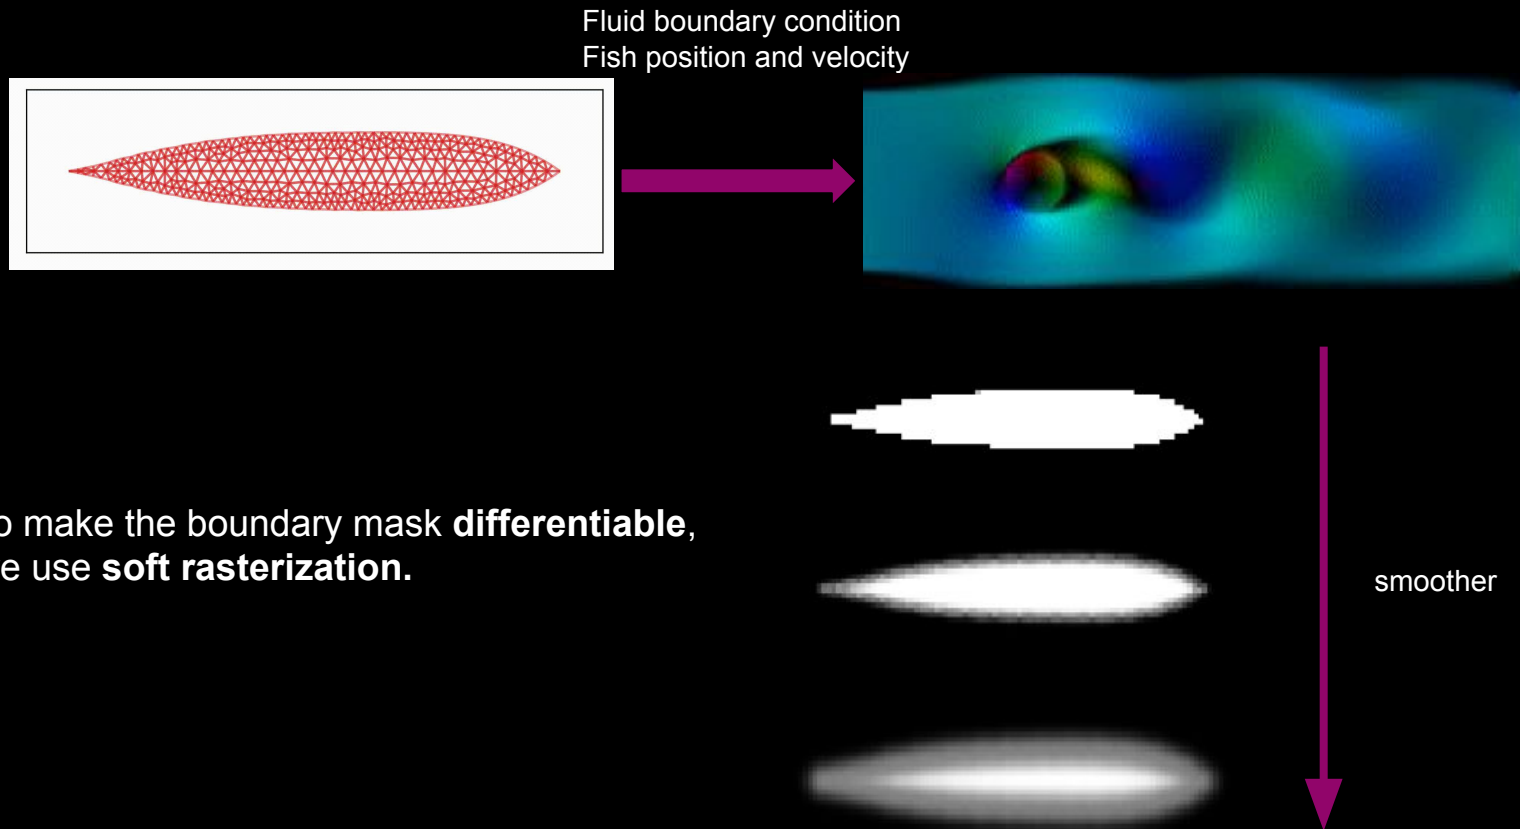 Fluid boundary condition
Fish position and velocity
o make the boundary mask differentiable,
e use soft rasterization.
smoother